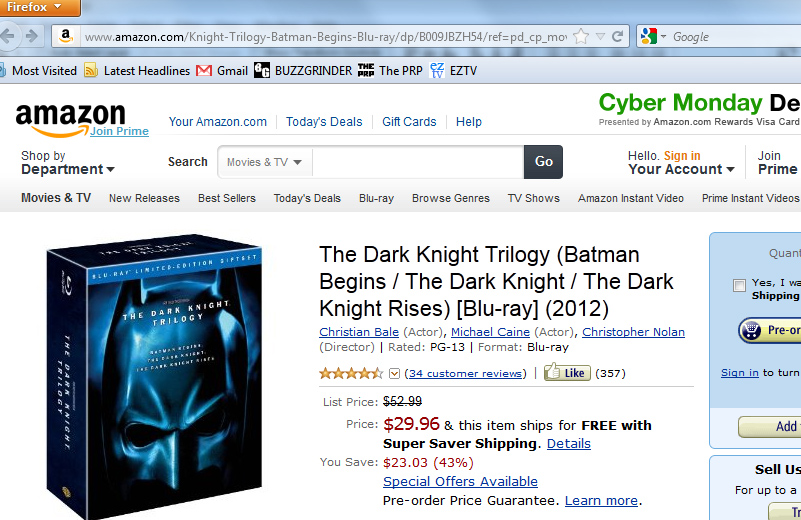 Firefox
www.amazon.com/Knight-Trilogy-Batman-Begins-Blu-ray/dp/B009JBZH54/ref=pd_cp_mov
Google
Most Visited Latest Headlines Gmail BUZZGRINDER The PRP EZTV
amazon
Join Prime
Your Amazon.com Today's Deals Gift Cards Help
Cyber Monday De
Presented by Amazon.com Rewards Visa Card
Shop by
Department
Search Movies & TV Go
Hello. Sign in
Your Account
Join
Prime
Movies & TV New Releases Best Sellers Today's Deals Blu-ray Browse Genres TV Shows Amazon Instant Video Prime Instant Videos
BLU-RAY LIMITED-EDITION GIFTSET
THE DARK KNIGHT
TRILOGY
BATMAN BEGINS,
THE DARK KNIGHT,
THE DARK KNIGHT RISES
THE DARK KNIGHT TRILOGY
The Dark Knight Trilogy (Batman
Begins / The Dark Knight / The Dark
Knight Rises) [Blu-ray] (2012)
Christian Bale (Actor), Michael Caine (Actor), Christopher Nolan
(Director) | Rated: PG-13 | Format: Blu-ray
(34 customer reviews) | Like (357)
List Price: $52.99
Price: $29.96 & this item ships for FREE with
Super Saver Shipping. Details
You Save: $23.03 (43%)
Special Offers Available
Pre-order Price Guarantee. Learn more.
Quant
Yes, I wa
Shipping
Pre-or
Sign in to turn
Add
Sell Us
For up to a
Tr